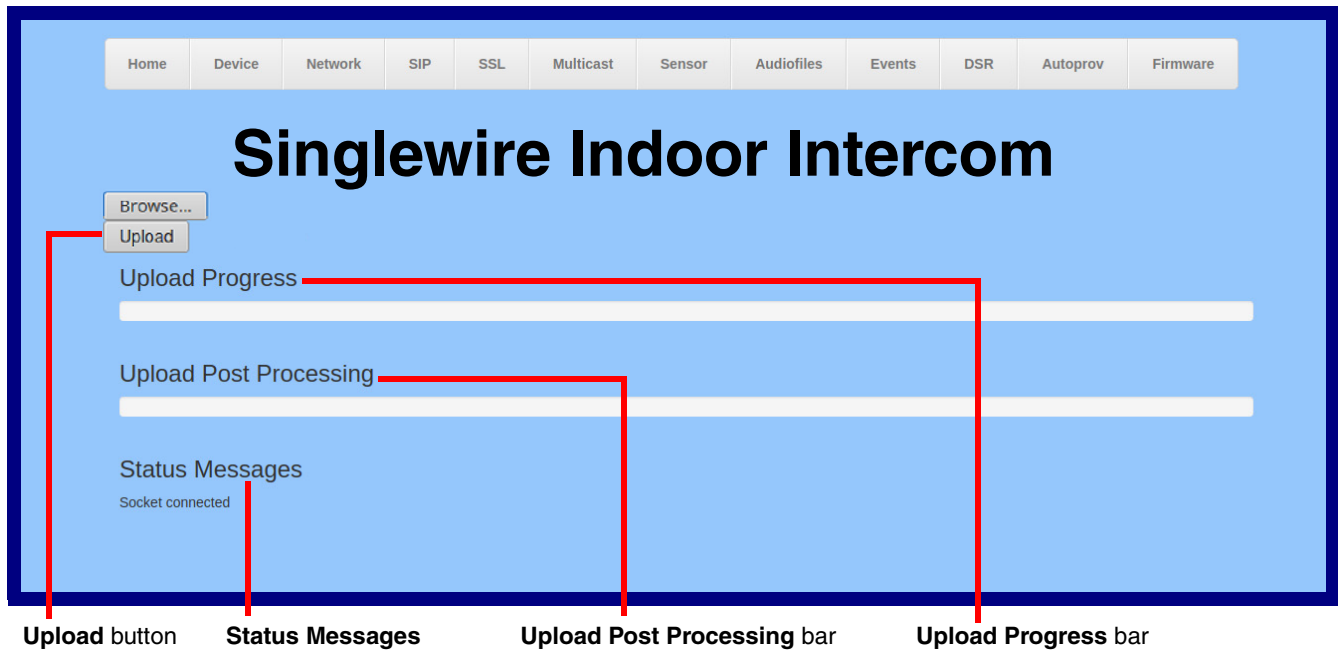 Home Device Network SIP SSL Multicast Sensor Audiofiles Events DSR Autoprov Firmware
Singlewire Indoor Intercom
Browse...
Upload
Upload Progress
Upload Post Processing
Status Messages
Socket connected
Upload button Status Messages Upload Post Processing bar Upload Progress bar